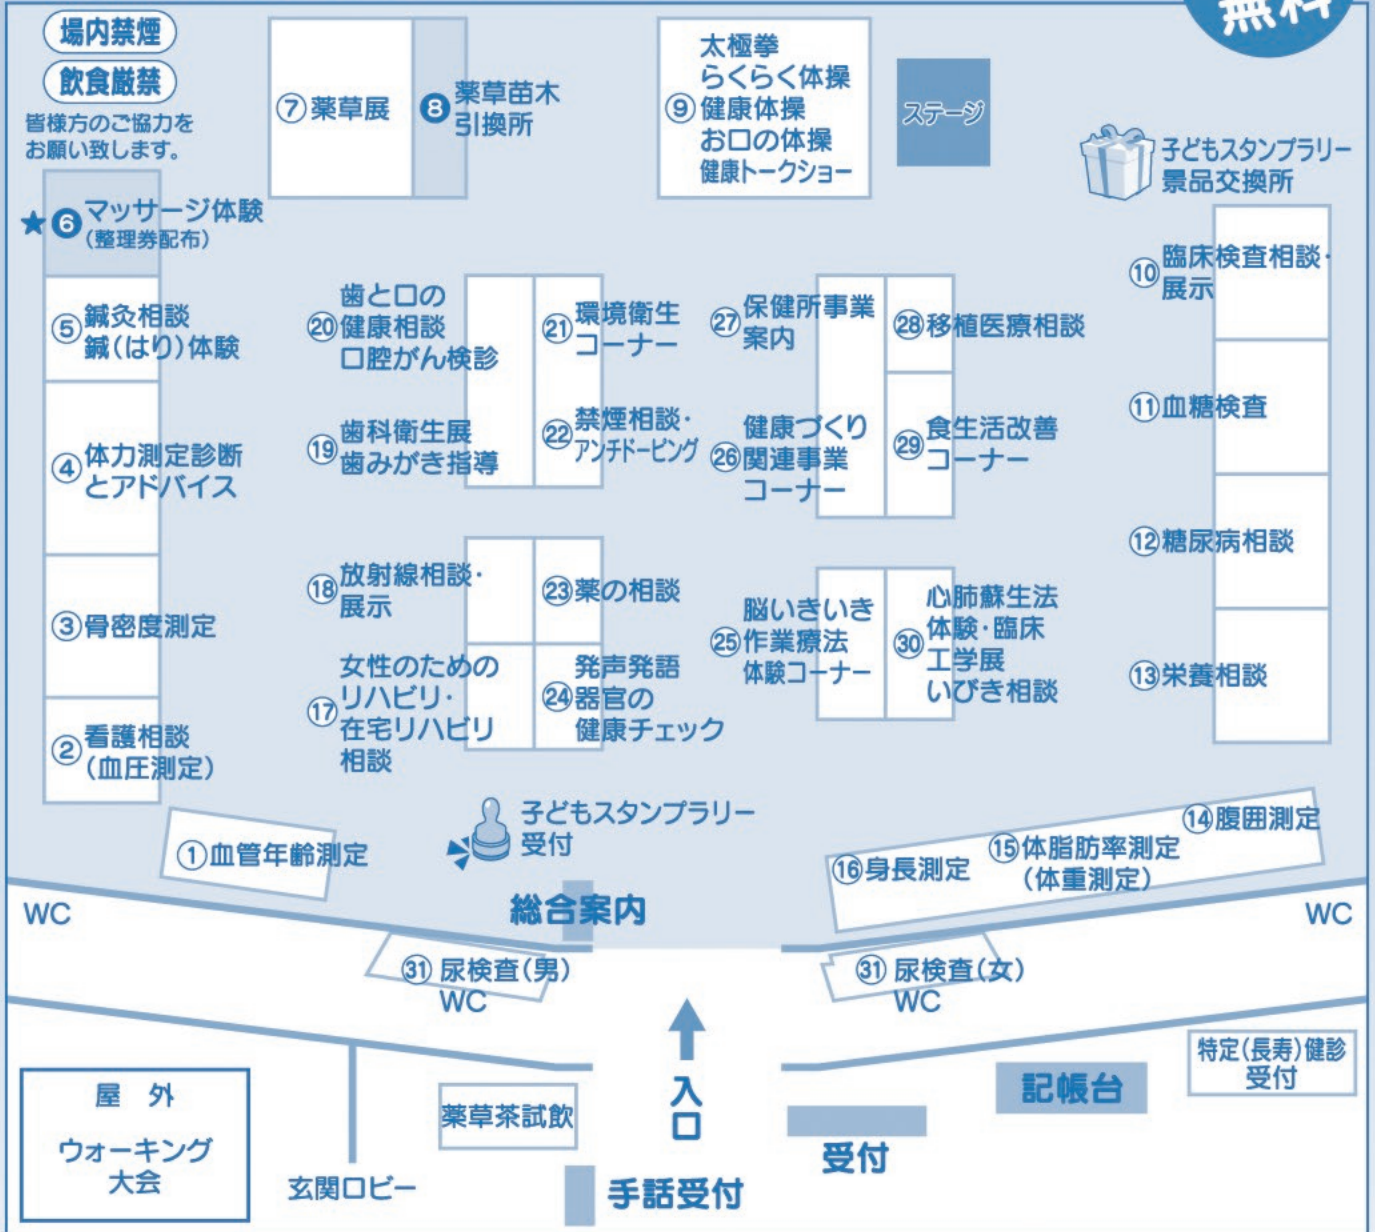 場内禁煙
飲食厳禁
皆様方のご協力を
お願い致します。
無料
⑦薬草展
❽薬草苗木
引換所
⑨
太極拳
らくらく体操
健康体操
お口の体操
健康トークショー
ステージ
子どもスタンプラリー
景品交換所
★❻マッサージ体験
(整理券配布)
⑤鍼灸相談
鍼(はり)体験
④体力測定診断
とアドバイス
③骨密度測定
②看護相談
(血圧測定)
①血管年齢測定
⑳歯と口の
健康相談
口腔がん検診
⑲歯科衛生展
歯みがき指導
⑱放射線相談・
展示
⑰女性のための
リハビリ・
在宅リハビリ
相談
㉑環境衛生
コーナー
㉒禁煙相談・
アンチドーピング
㉓薬の相談
㉔発声発語
器官の
健康チェック
㉗保健所事業
案内
㉖健康づくり
関連事業
コーナー
㉕脳いきいき
作業療法
体験コーナー
㉘移植医療相談
㉙食生活改善
コーナー
㉚心肺蘇生法
体験・臨床
工学展
いびき相談
⑩臨床検査相談・
展示
⑪血糖検査
⑫糖尿病相談
⑬栄養相談
⑭腹囲測定
⑮体脂肪率測定
(体重測定)
⑯身長測定
子どもスタンプラリー
受付
総合案内
WC
WC
㉛尿検査(男)
WC
㉛尿検査(女)
WC
屋 外
ウォーキング
大会
玄関ロビー
薬草茶試飲
入口
手話受付
受付
記帳台
特定(長寿)健診
受付